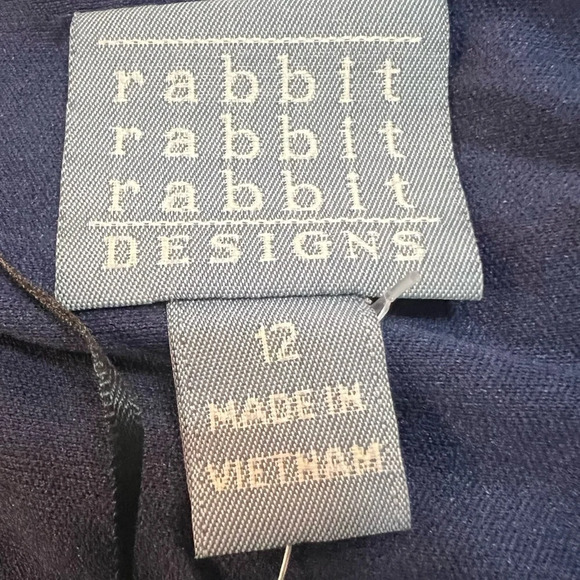 rabbit
rabbit
rabbit
DESIGNS
12
MADE IN
VIETNAM